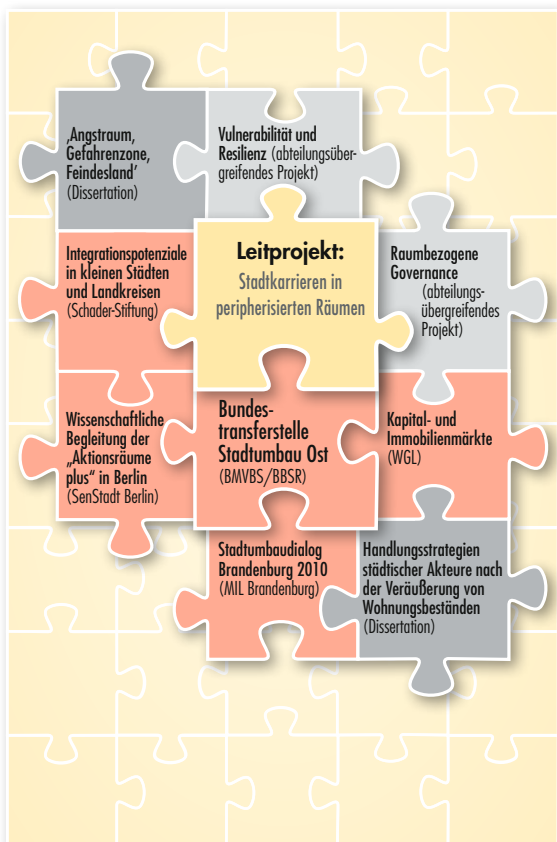 ‚Angstraum,
Gefahrenzone,
Feindesland’
(Dissertation)
Vulnerabilität und
Resilienz (abteilungsüber-
greifendes Projekt)
Integrationspotenziale
in kleinen Städten
und Landkreisen
(Schader-Stiftung)
Leitprojekt:
Stadtkarrieren in
peripherisierten Räumen
Raumbezogene
Governance
(abteilungs-
übergreifendes
Projekt)
Wissenschaftliche
Begleitung der
„Aktionsräume
plus“ in Berlin
(SenStadt Berlin)
Bundes-
transferstelle
Stadtumbau Ost
(BMVBS/BBSR)
Kapital- und
Immobilienmärkte
(WGL)
Stadtumbaudialog
Brandenburg 2010
(MIL Brandenburg)
Handlungsstrategien
städtischer Akteure nach
der Veräußerung von
Wohnungsbeständen
(Dissertation)